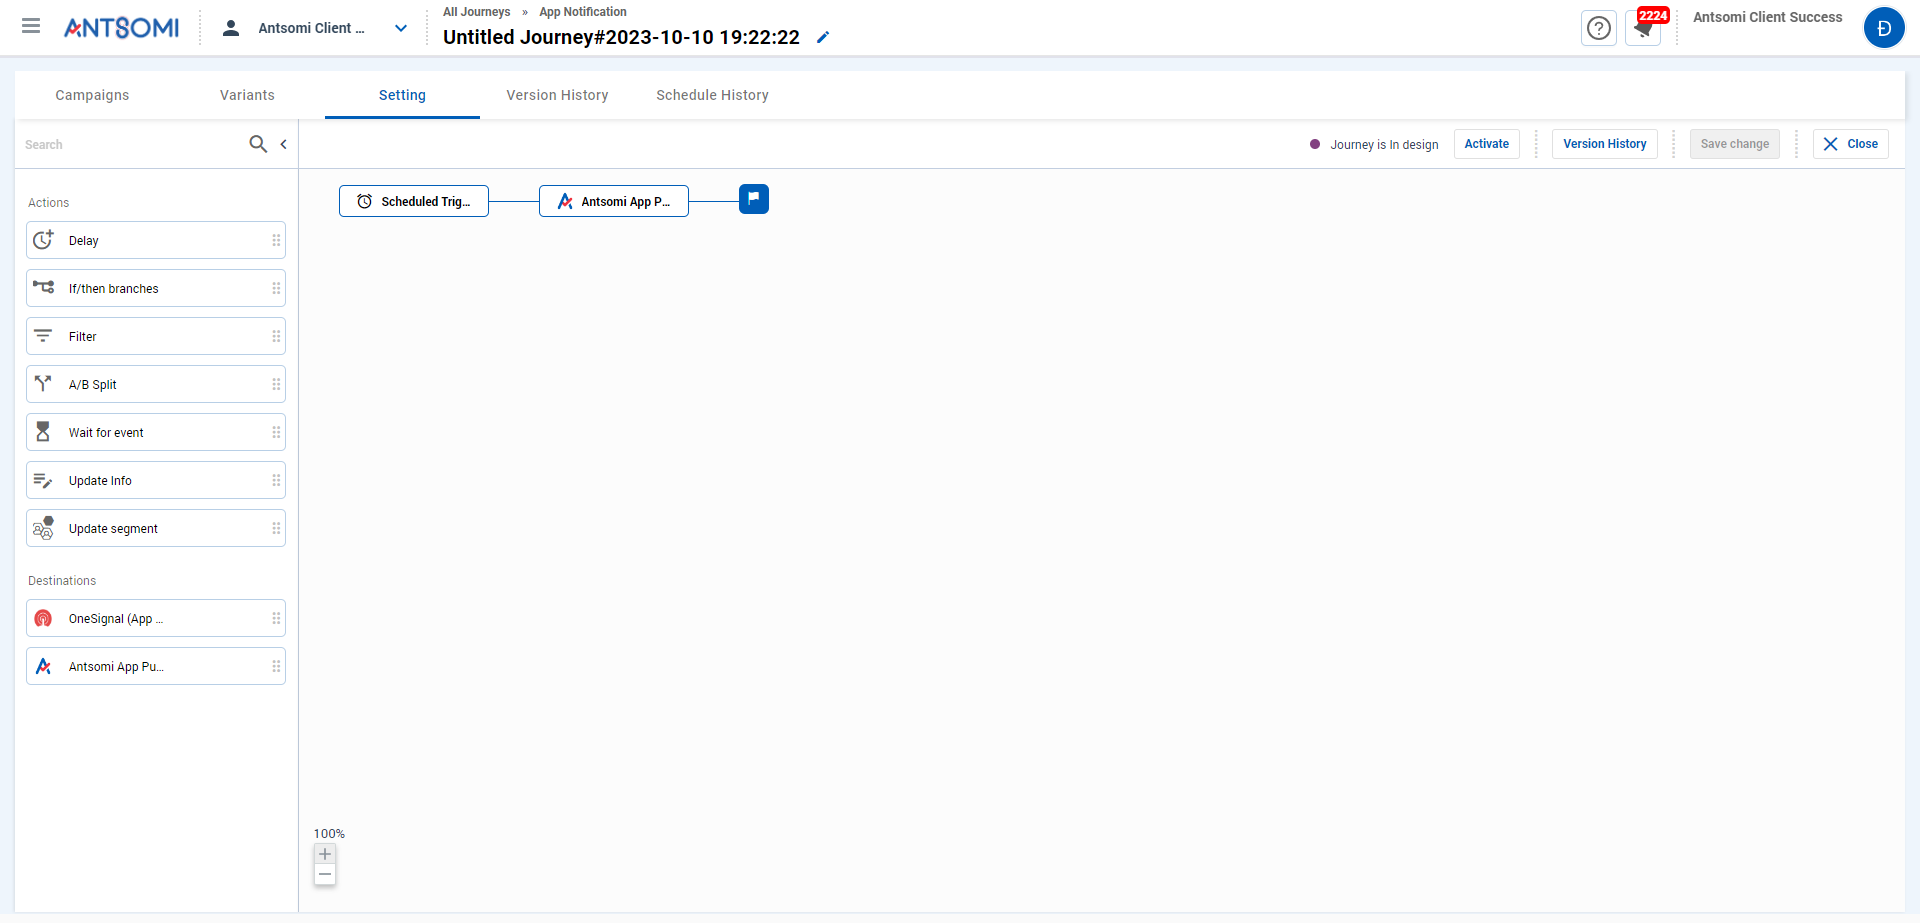 ANTSOMI
Antsomi Client ...
All Journeys » App Notification
Untitled Journey#2023-10-10 19:22:22
2224
Antsomi Client Success
Đ
Campaigns
Variants
Setting
Version History
Schedule History
Search
Journey is In design
Activate
Version History
Save change
Close
Actions
Delay
If/then branches
Filter
A/B Split
Wait for event
Update Info
Update segment
Destinations
OneSignal (App ...
Antsomi App Pu...
Scheduled Trig...
Antsomi App P...
100%